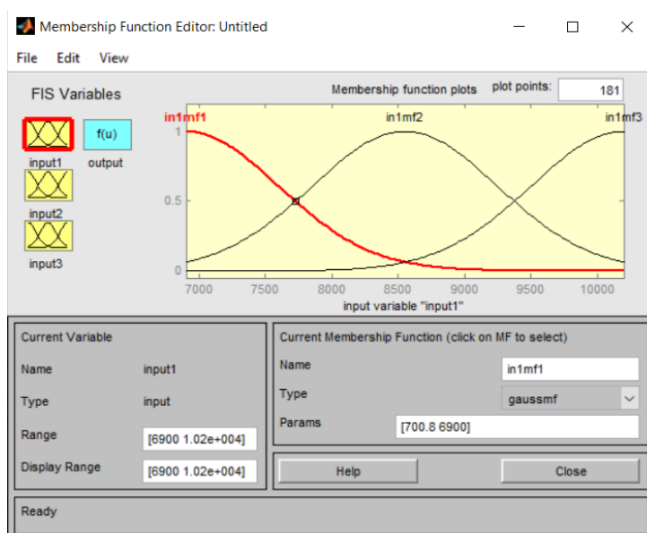 Membership Function Editor: Untitled
File Edit View
FIS Variables
Membership function plots plot points: 181
f(u)
input1 output
input2
input3
in1mf1 in1mf2 in1mf3
1
0.5
0
7000 7500 8000 8500 9000 9500 10000
input variable "input1"
Current Variable
Name input1
Type input
Range [6900 1.02e+004]
Display Range [6900 1.02e+004]
Current Membership Function (click on MF to select)
Name in1mf1
Type gaussmf
Params [700.8 6900]
Help Close
Ready